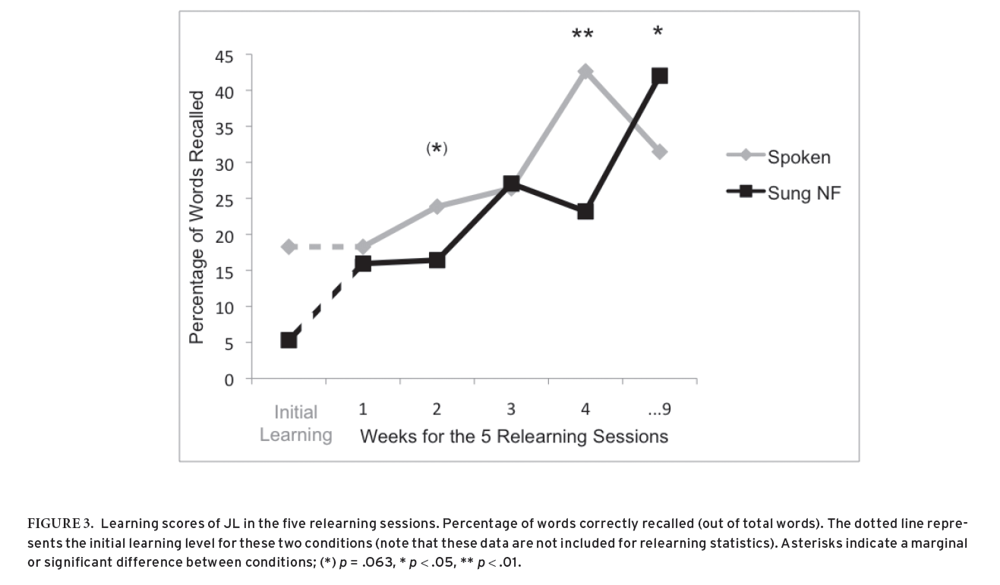 ** *
(*)
45
40
35
30
25
20
15
10
5
0
Percentage of Words Recalled
Spoken
Sung NF
Initial
Learning
1 2 3 4 ...9
Weeks for the 5 Relearning Sessions
FIGURE 3. Learning scores of JL in the five relearning sessions. Percentage of words correctly recalled (out of total words). The dotted line repre-
sents the initial learning level for these two conditions (note that these data are not included for relearning statistics). Asterisks indicate a marginal
or significant difference between conditions; (*) p = .063, * p < .05, ** p < .01.